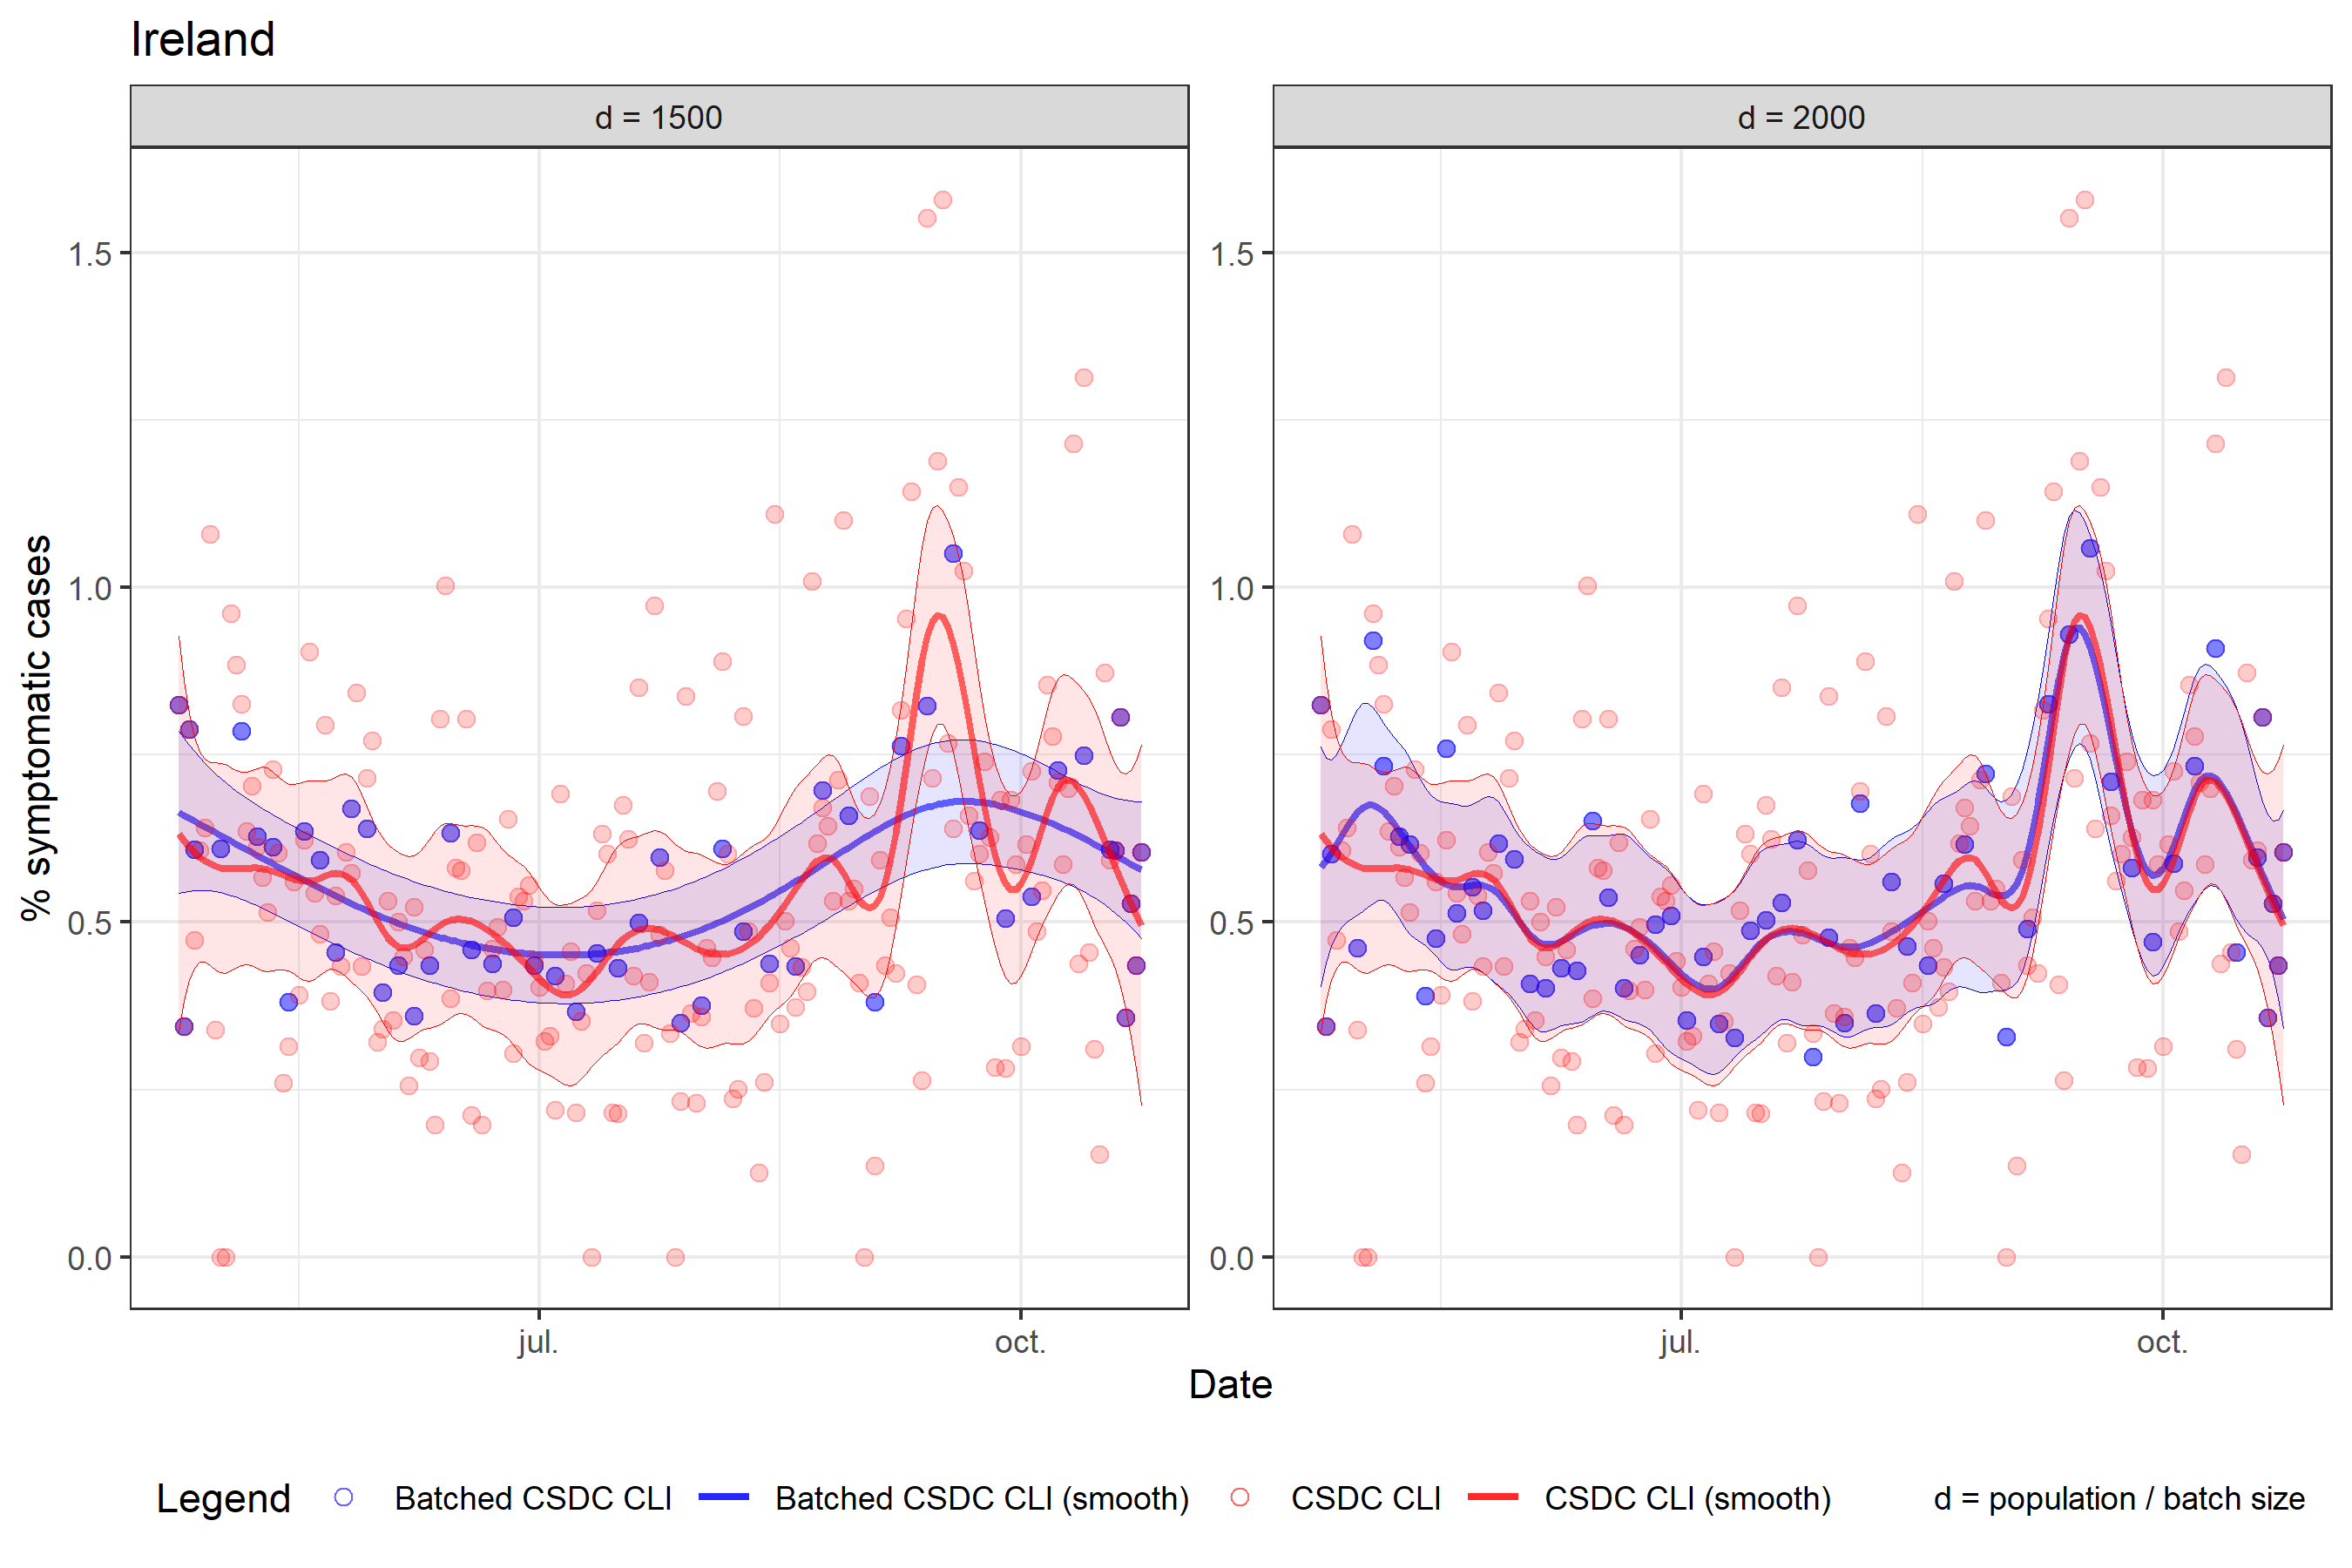 Ireland
d = 1500
d = 2000
% symptomatic cases
1.5
1.0
0.5
0.0
1.5
1.0
0.5
0.0
jul.
oct.
jul.
oct.
Date
Legend
Batched CSDC CLI
Batched CSDC CLI (smooth)
CSDC CLI
CSDC CLI (smooth)
d = population / batch size